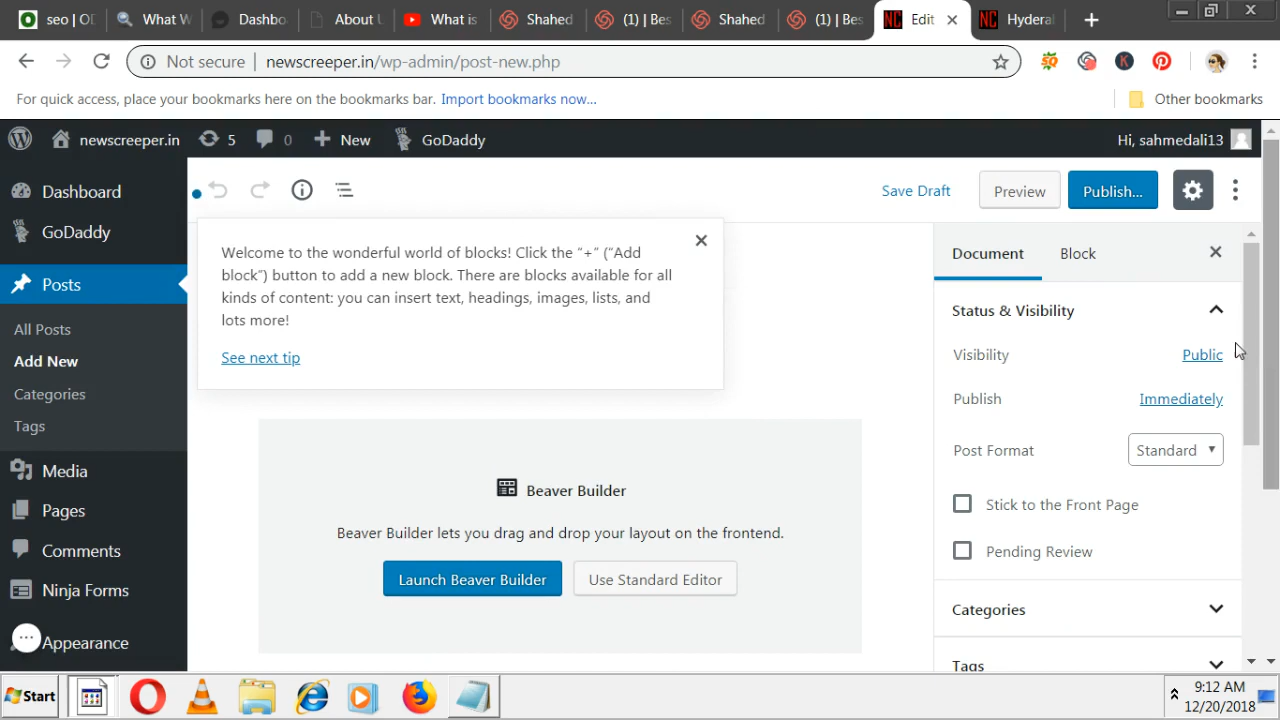 seo | O
What W
Dashbo
About U
What is
Shahed
(1) | Bes
Shahed
(1) | Bes
Edit
Hyderal
Not secure | newscreeper.in/wp-admin/post-new.php
For quick access, place your bookmarks here on the bookmarks bar. Import bookmarks now...
Other bookmarks
newscreeper.in
5
0
New
GoDaddy
Hi, sahmedali13
Dashboard
GoDaddy
Posts
All Posts
Add New
Categories
Tags
Media
Pages
Comments
Ninja Forms
Appearance
Save Draft
Preview
Publish...
Welcome to the wonderful world of blocks! Click the “+” (“Add
block”) button to add a new block. There are blocks available for all
kinds of content: you can insert text, headings, images, lists, and
lots more!
See next tip
Beaver Builder
Beaver Builder lets you drag and drop your layout on the frontend.
Launch Beaver Builder
Use Standard Editor
Document
Block
Status & Visibility
Visibility
Public
Publish
Immediately
Post Format
Standard
Stick to the Front Page
Pending Review
Categories
Tags
Start
9:12 AM
12/20/2018